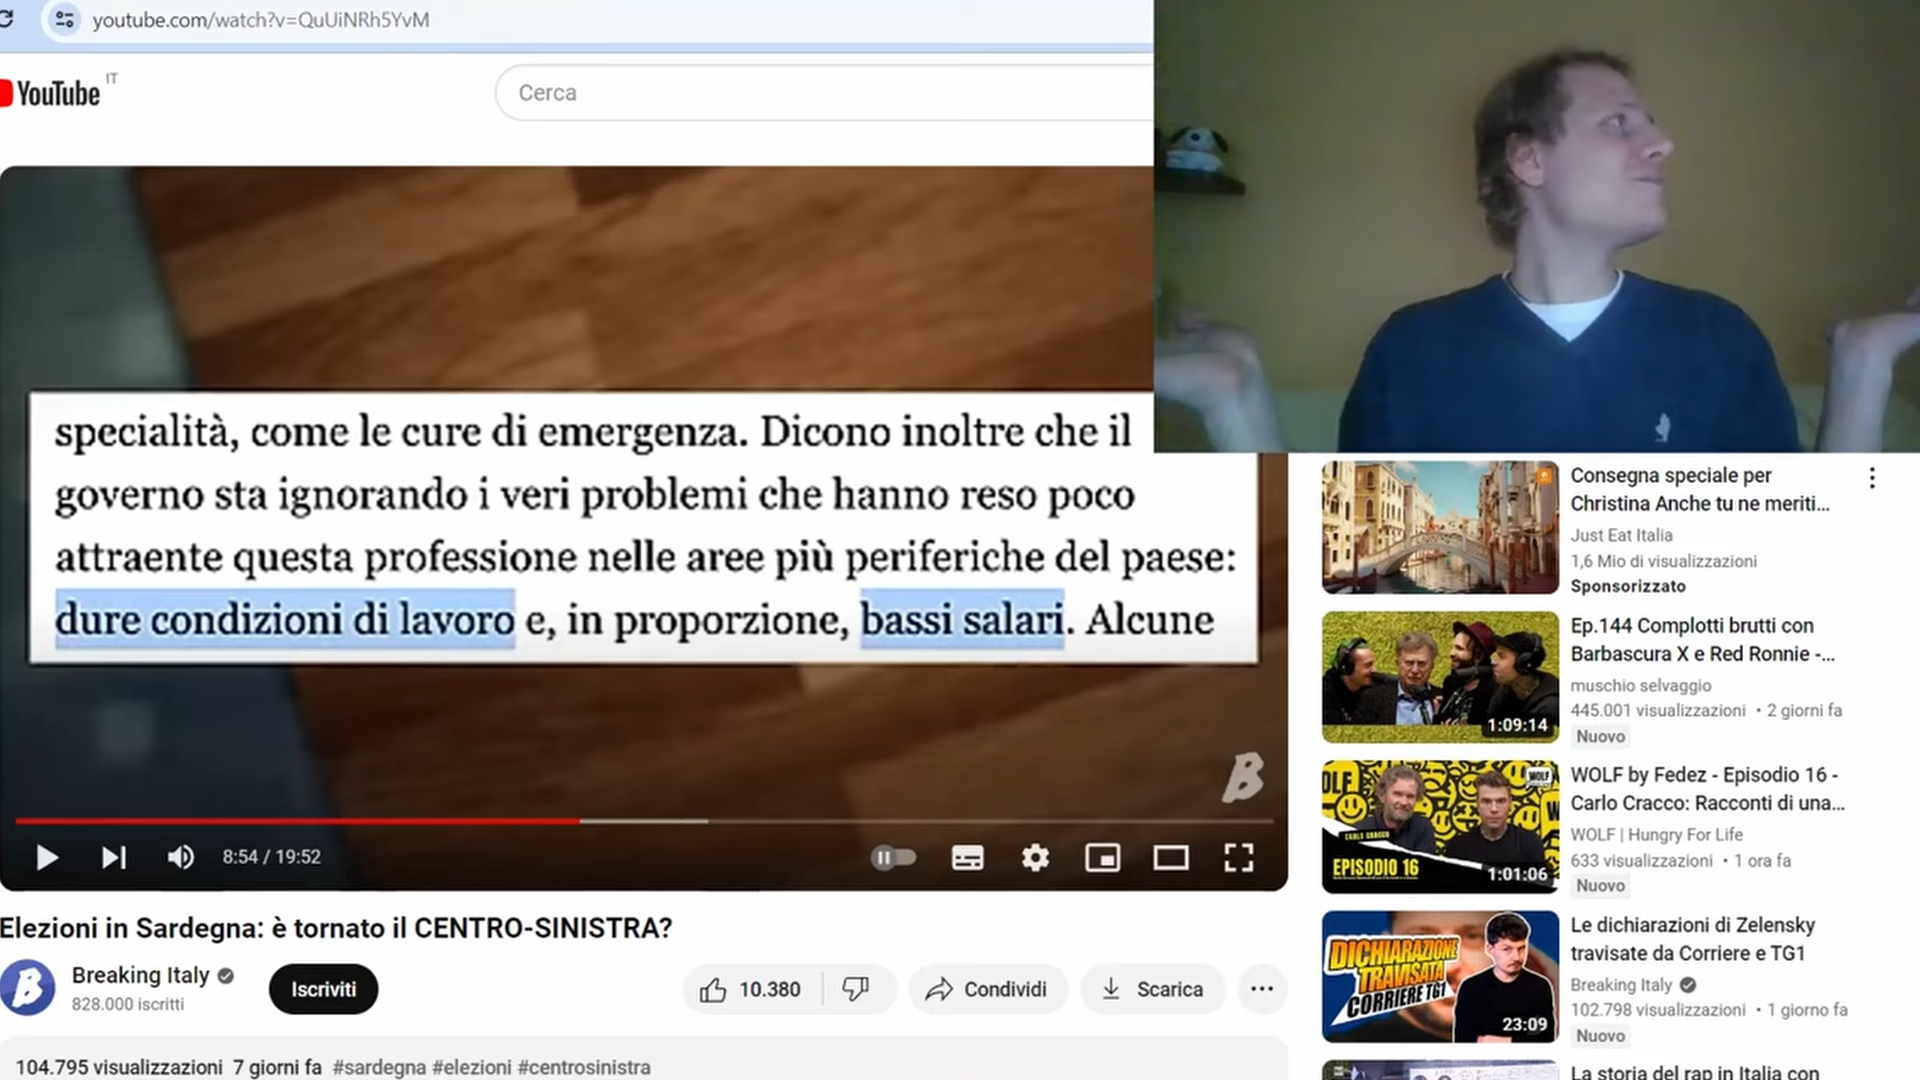 youtube.com/watch?v=QuUiNRh5YvM
YouTube IT
Cerca
specialità, come le cure di emergenza. Dicono inoltre che il
governo sta ignorando i veri problemi che hanno reso poco
attraente questa professione nelle aree più periferiche del paese:
dure condizioni di lavoro e, in proporzione, bassi salari. Alcune
B
8:54 / 19:52
Elezioni in Sardegna: è tornato il CENTRO-SINISTRA?
Breaking Italy
828.000 iscritti
Iscriviti
10.380
Condividi
Scarica
104.795 visualizzazioni 7 giorni fa #sardegna #elezioni #centrosinistra
Consegna speciale per
Christina Anche tu ne meriti...
Just Eat Italia
1,6 Mio di visualizzazioni
Sponsorizzato
1:09:14
Ep.144 Complotti brutti con
Barbascura X e Red Ronnie -...
muschio selvaggio
445.001 visualizzazioni • 2 giorni fa
Nuovo
WOLF
CARLO CRACCO
EPISODIO 16
1:01:06
WOLF by Fedez - Episodio 16 -
Carlo Cracco: Racconti di una...
WOLF | Hungry For Life
633 visualizzazioni • 1 ora fa
Nuovo
DICHIARAZIONE
TRAVISATA
CORRIERE TG1
23:09
Le dichiarazioni di Zelensky
travisate da Corriere e TG1
Breaking Italy
102.798 visualizzazioni • 1 giorno fa
Nuovo
La storia del rap in Italia con